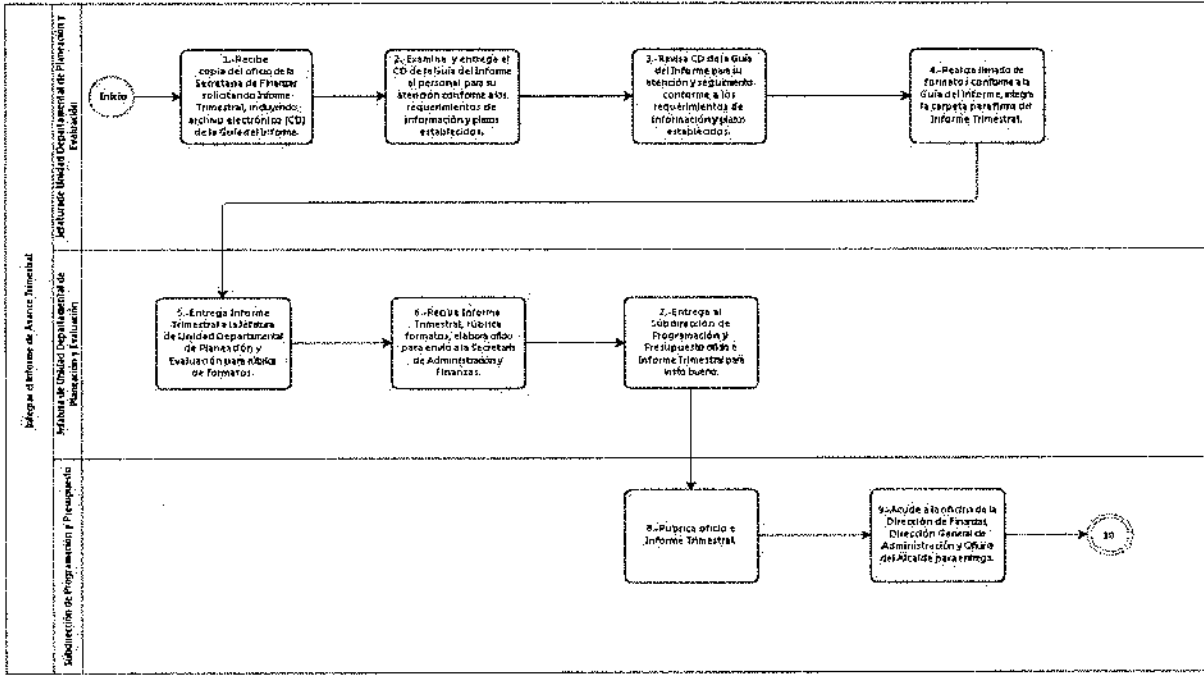 Integrar el Informe de Avance Trimestral
Jefatura de Unidad Departamental de Planeación y
Evaluación
Inicio
1.-Recibe
copia del oficio de la
Secretaría de Finanzas
solicitando Informe
Trimestral, incluyendo
archivo electrónico (CD)
de la Guía del Informe.
2.-Examina y entrega el
CD de la Guía del Informe
al personal para su
atención conforme a los
requerimientos de
información y plazos
establecidos.
3.-Revisa CD de la Guía
del Informe para su
atención y seguimiento
conforme a los
requerimientos de
información y plazos
establecidos.
4.-Realiza llenado de
formatos conforme a la
Guía del Informe, integra
la carpeta para firma del
Informe Trimestral.
Jefatura de Unidad Departamental de
Planeación y Evaluación
5.-Entrega Informe
Trimestral a la Jefatura
de Unidad Departamental
de Planeación y
Evaluación para rúbrica
de Formatos.
6.-Recibe Informe
Trimestral, rúbrica
formatos, elabora oficio
para envío a la Secretaría
de Administración y
Finanzas.
7.-Entrega al
Subdirección de
Programación y
Presupuesto oficio e
Informe Trimestral para
visto bueno.
Subdirección de Programación y Presupuesto
8.-Rubrica oficio e
Informe Trimestral.
9.-Acude a la oficina de la
Dirección de Finanzas,
Dirección General de
Administración y Oficina
del Alcalde para entrega.
10